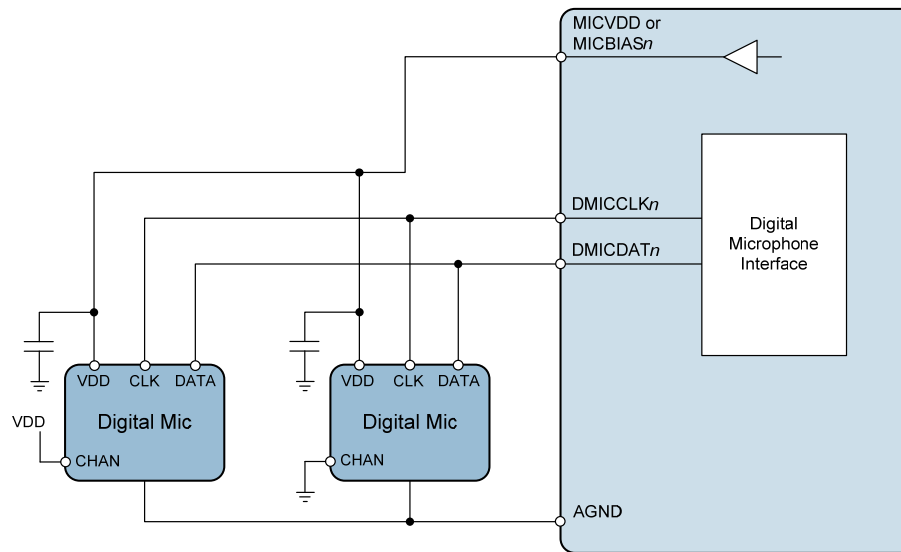 MICVDD or
MICBIASn
DMICCLKn
DMICDATn
Digital
Microphone
Interface
VDD CLK DATA
Digital Mic
VDD
CHAN
VDD CLK DATA
Digital Mic
CHAN
AGND